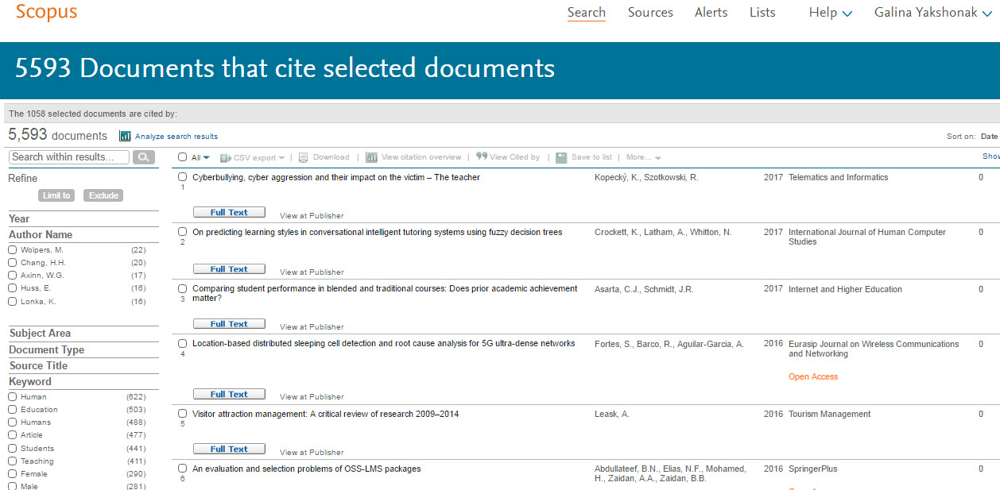 Scopus
Search Sources Alerts Lists Help Galina Yakshonak
5593 Documents that cite selected documents
The 1058 selected documents are cited by:
5,593 documents Analyze search results Sort on: Date
Search within results... All CSV export | Download | View citation overview | View Cited by | Save to list | More... Show
Refine
Limit to Exclude
Year
Author Name
Wolpers, M. (22)
Chang, H.H. (20)
Axinn, W.G. (17)
Huss, E. (16)
Lonka, K. (16)
Subject Area
Document Type
Source Title
Keyword
Human (622)
Education (503)
Humans (488)
Article (477)
Students (441)
Teaching (411)
Female (290)
Male (281)
Cyberbullying, cyber aggression and their impact on the victim – The teacher Kopecký, K., Szotkowski, R. 2017 Telematics and Informatics 0
1
Full Text View at Publisher
On predicting learning styles in conversational intelligent tutoring systems using fuzzy decision trees Crockett, K., Latham, A., Whitton, N. 2017 International Journal of Human Computer 0
2 Studies
Full Text View at Publisher
Comparing student performance in blended and traditional courses: Does prior academic achievement Asarta, C.J., Schmidt, J.R. 2017 Internet and Higher Education 0
3 matter?
Full Text View at Publisher
Location-based distributed sleeping cell detection and root cause analysis for 5G ultra-dense networks Fortes, S., Barco, R., Aguilar-Garcia, A. 2016 Eurasip Journal on Wireless Communications 0
4 and Networking
Open Access
Full Text View at Publisher
Visitor attraction management: A critical review of research 2009–2014 Leask, A. 2016 Tourism Management 0
5
Full Text View at Publisher
An evaluation and selection problems of OSS-LMS packages Abdullateef, B.N., Elias, N.F., Mohamed, 2016 SpringerPlus 0
6 H., Zaidan, A.A., Zaidan, B.B.